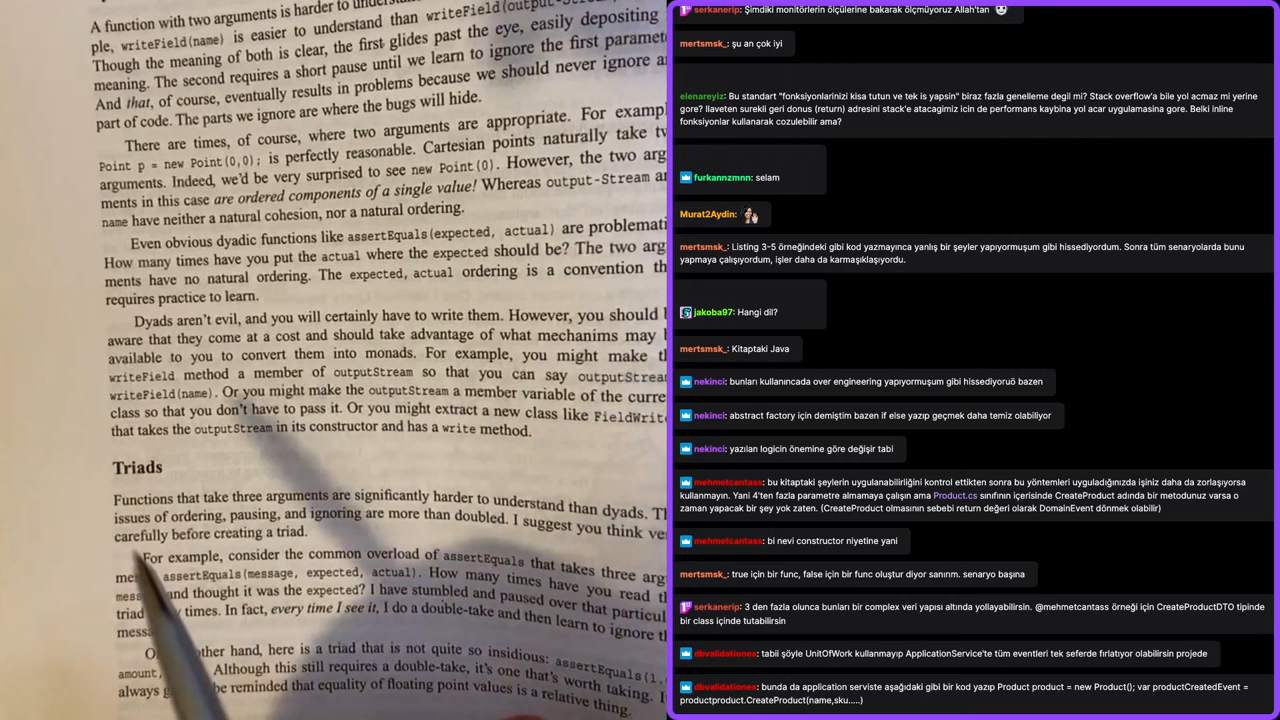 A function with two arguments is harder to
ple, writeField(name) is easier to understand than writeField(output-
Though the meaning of both is clear, the first glides past the eye, easily depositing
meaning. The second requires a short pause until we learn to ignore the first
And that, of course, eventually results in problems because we should never ignore
part of code. The parts we ignore are where the bugs will hide.
There are times, of course, where two arguments are appropriate. For
Point p = new Point(0,0); is perfectly reasonable. Cartesian points naturally take
arguments. Indeed, we'd be very surprised to see new Point(0). However, the two
ments in this case are ordered components of a single value! Whereas output-Stream
name have neither a natural cohesion, nor a natural ordering.
Even obvious dyadic functions like assertEquals(expected, actual) are
How many times have you put the actual where the expected should be? The two
ments have no natural ordering. The expected, actual ordering is a convention
requires practice to learn.
Dyads aren't evil, and you will certainly have to write them. However, you should
aware that they come at a cost and should take advantage of what mechanims may
available to you to convert them into monads. For example, you might make
writeField method a member of outputStream so that you can say
writeField(name). Or you might make the outputStream a member variable of the
class so that you don't have to pass it. Or you might extract a new class like
that takes the outputStream in its constructor and has a write method.
Triads
Functions that take three arguments are significantly harder to understand than dyads.
issues of ordering, pausing, and ignoring are more than doubled. I suggest you think
carefully before creating a triad.
For example, consider the common overload of assertEquals that takes three
assertEquals(message, expected, actual). How many times have you read
and thought it was the expected? I have stumbled and paused over that
triad times. In fact, every time I see it, I do a double-take and then learn to ignore
other hand, here is a triad that is not quite so insidious: assertEquals(1.
amount, Although this still requires a double-take, it's one that's worth taking.
always be reminded that equality of floating point values is a relative thing.
serkanerip: Şimdiki monitörlerin ölçülerine bakarak ölçmüyoruz Allah'tan
mertsmsk_: şu an çok iyi
elenareyiz: Bu standart "fonksiyonlarinizi kisa tutun ve tek is yapsin" biraz fazla genelleme degil mi? Stack overflow'a bile yol acmaz mi yerine
gore? Ilaveten surekli geri donus (return) adresini stack'e atacagimiz icin de performans kaybina yol acar uygulamasina gore. Belki inline
fonksiyonlar kullanarak cozulebilir ama?
furkannzmnn: selam
Murat2Aydin:
mertsmsk_: Listing 3-5 örneğindeki gibi kod yazmayınca yanlış bir şeyler yapıyormuşum gibi hissediyordum. Sonra tüm senaryolarda bunu
yapmaya çalışıyordum, işler daha da karmaşıklaşıyordu.
jakoba97: Hangi dil?
mertsmsk_: Kitaptaki Java
nekinci: bunları kullanıncada over engineering yapıyormuşum gibi hissediyoruö bazen
nekinci: abstract factory için demiştim bazen if else yazıp geçmek daha temiz olabiliyor
nekinci: yazılan logicin önemine göre değişir tabi
mehmetcantass: bu kitaptaki şeylerin uygulanabilirliğini kontrol ettikten sonra bu yöntemleri uyguladığınızda işiniz daha da zorlaşıyorsa
kullanmayın. Yani 4'ten fazla parametre almamaya çalışın ama Product.cs sınıfının içerisinde CreateProduct adında bir metodunuz varsa o
zaman yapacak bir şey yok zaten. (CreateProduct olmasının sebebi return değeri olarak DomainEvent dönmek olabilir)
mehmetcantass: bi nevi constructor niyetine yani
mertsmsk_: true için bir func, false için bir func oluştur diyor sanırım. senaryo başına
serkanerip: 3 den fazla olunca bunları bir complex veri yapısı altında yollayabilirsin. @mehmetcantass örneği için CreateProductDTO tipinde
bir class içinde tutabilirsin
dbvalidationex: tabii şöyle UnitOfWork kullanmayıp ApplicationService'te tüm eventleri tek seferde fırlatıyor olabilirsin projede
dbvalidationex: bunda da application serviste aşağıdaki gibi bir kod yazıp Product product = new Product(); var productCreatedEvent =
productproduct.CreateProduct(name,sku.....)